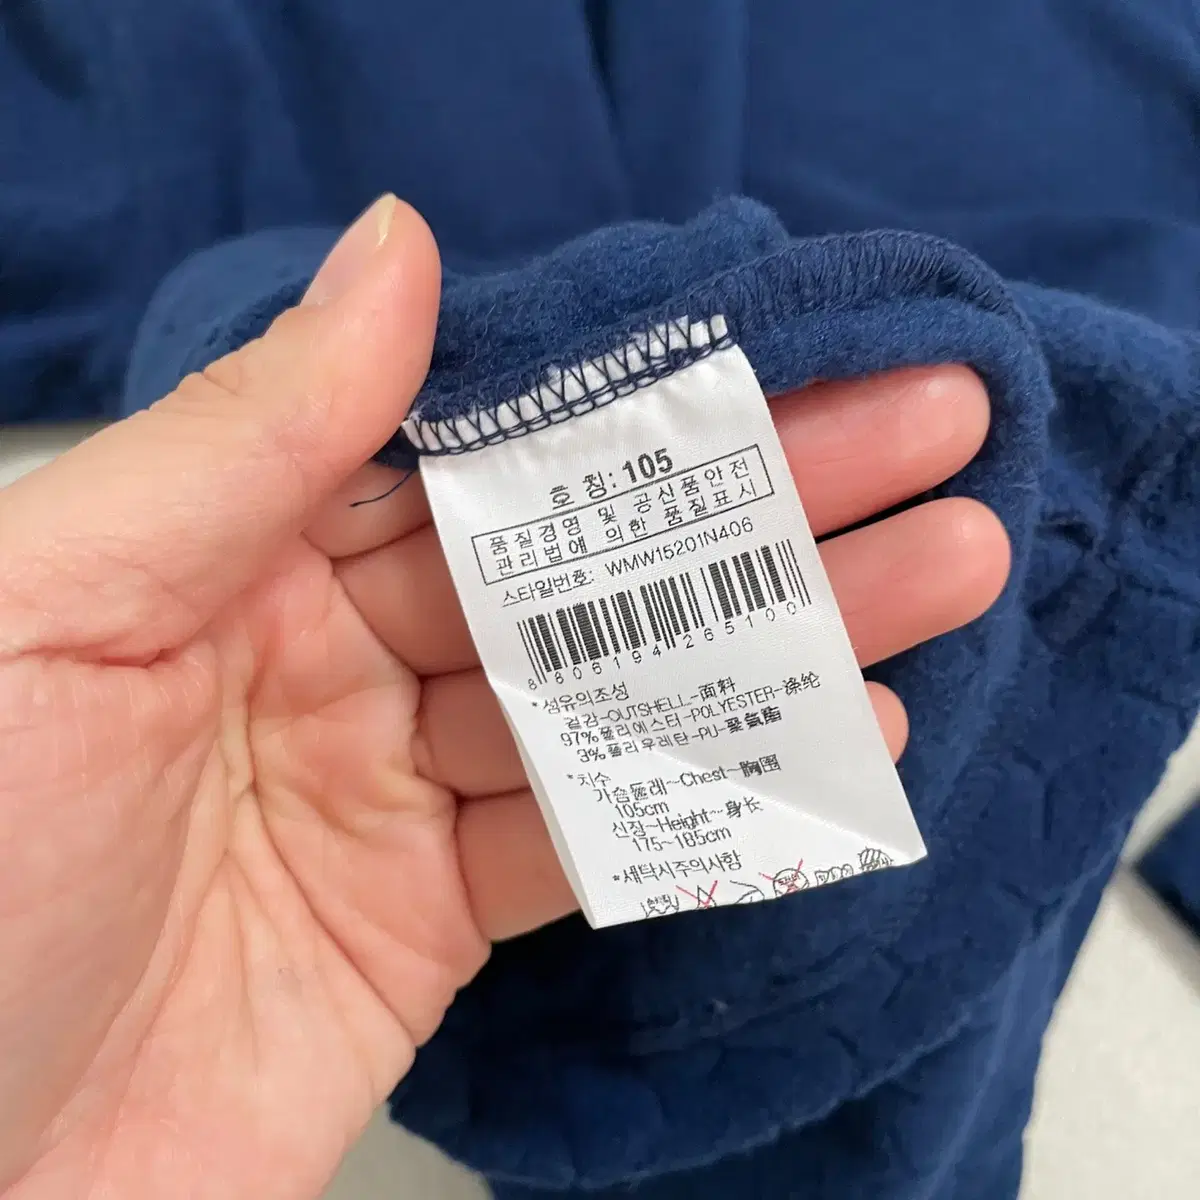 호 칭: 105
품질경영 및 공산품안전
관리법에 의한 품질표시
스타일번호: WMW15201N406
8806194265100
*섬유의조성
겉감-OUTSHELL-面料
97%폴리에스터-POLYESTER-涤纶
3%폴리우레탄-PU-聚氨酯
*치수
가슴둘레-Chest-胸围
105cm
신장-Height-身长
175~185cm
*세탁시주의사항